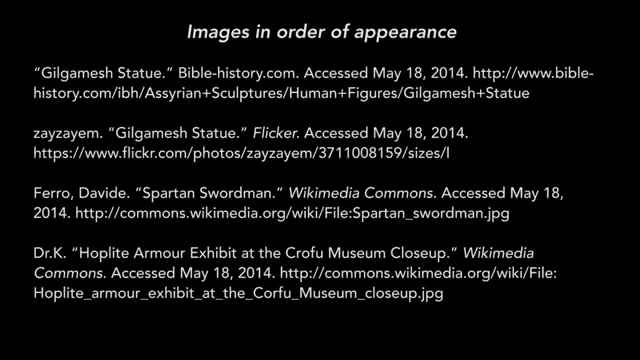 Images in order of appearance
“Gilgamesh Statue.” Bible-history.com. Accessed May 18, 2014. http://www.bible-
history.com/ibh/Assyrian+Sculptures/Human+Figures/Gilgamesh+Statue
zayzayem. “Gilgamesh Statue.” Flicker. Accessed May 18, 2014.
https://www.flickr.com/photos/zayzayem/3711008159/sizes/l
Ferro, Davide. “Spartan Swordman.” Wikimedia Commons. Accessed May 18,
2014. http://commons.wikimedia.org/wiki/File:Spartan_swordman.jpg
Dr.K. “Hoplite Armour Exhibit at the Crofu Museum Closeup.” Wikimedia
Commons. Accessed May 18, 2014. http://commons.wikimedia.org/wiki/File:
Hoplite_armour_exhibit_at_the_Corfu_Museum_closeup.jpg